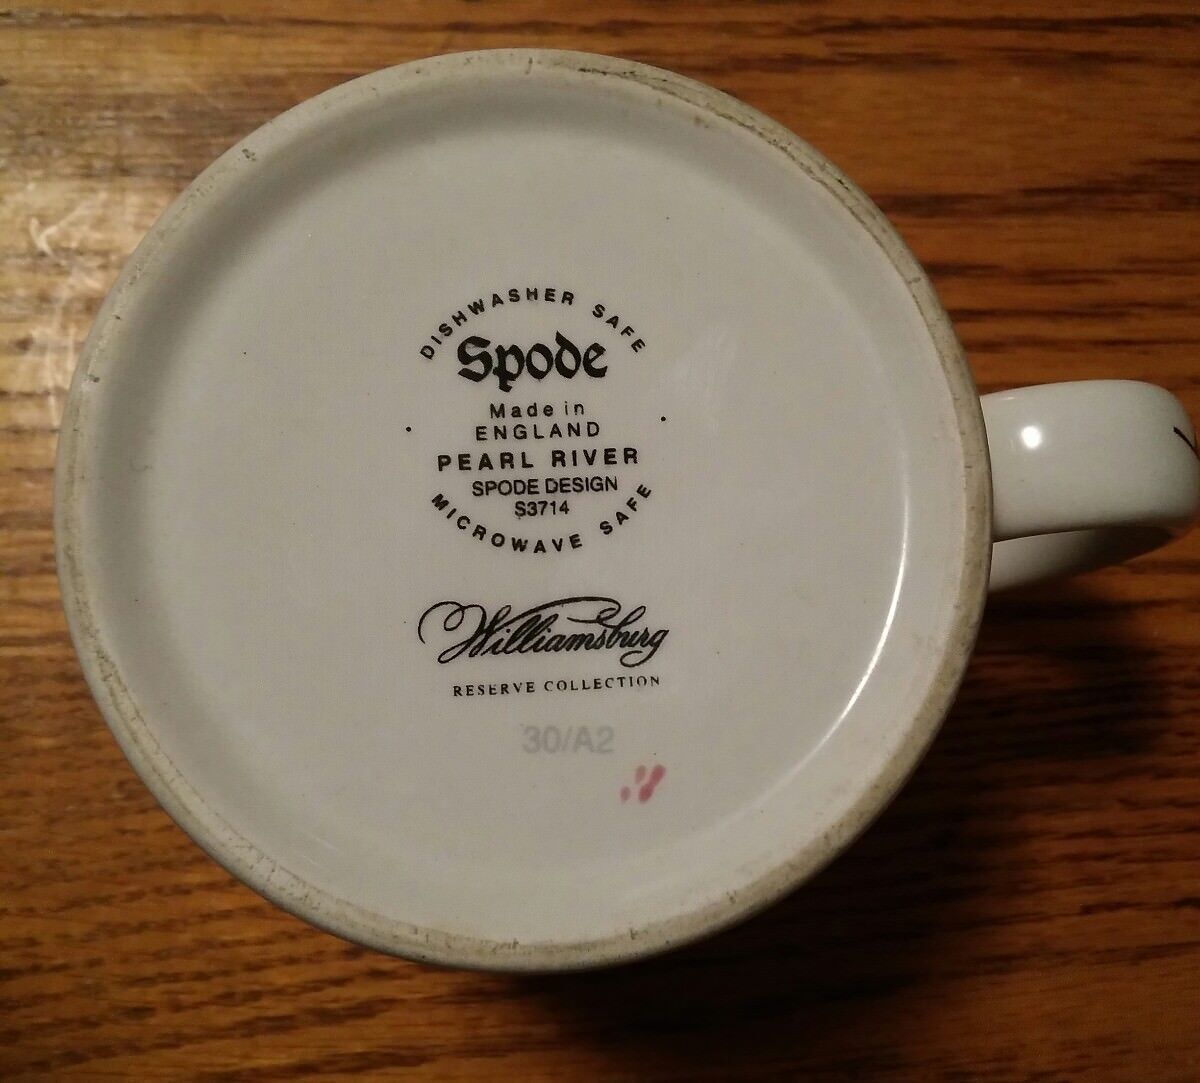 DISHWASHER SAFE
Spode
Made in
ENGLAND
PEARL RIVER
SPODE DESIGN
S3714
MICROWAVE SAFE
Williamsburg
RESERVE COLLECTION
30/A2